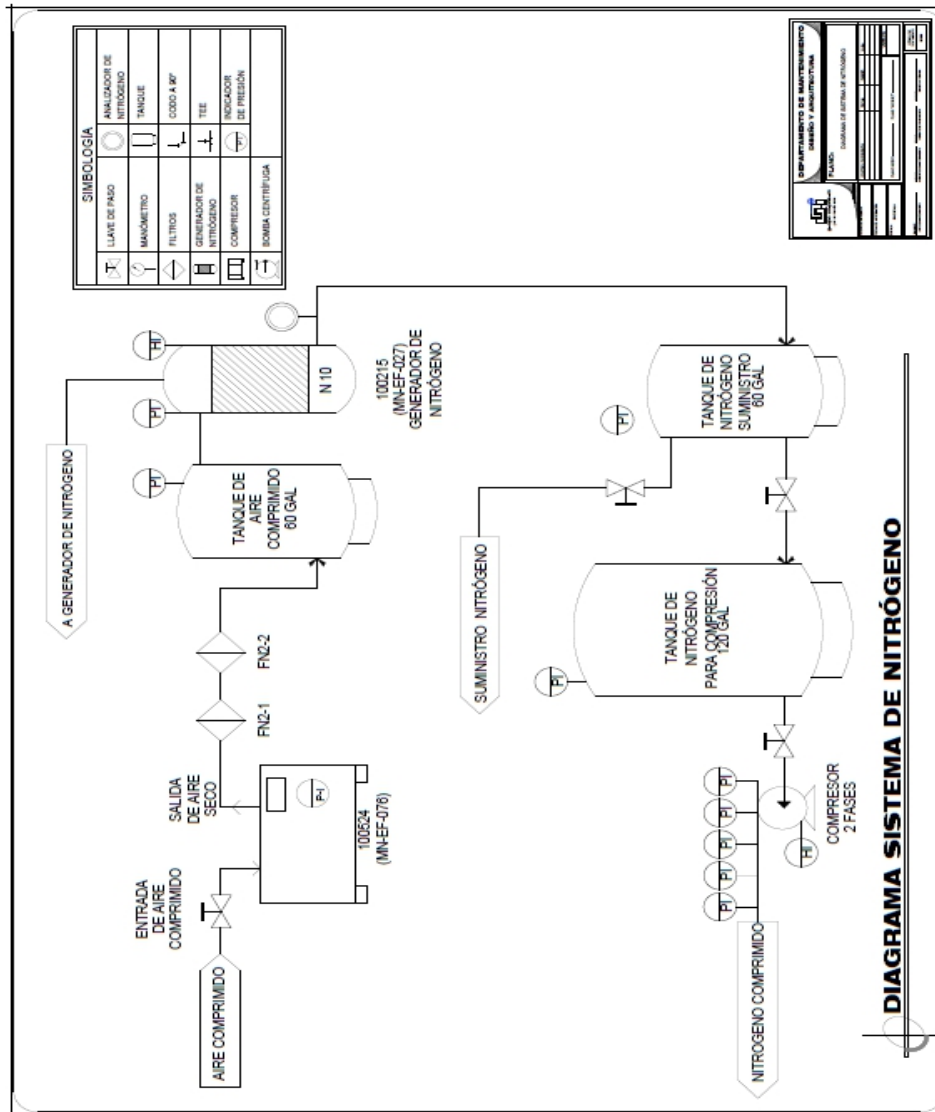 SIMBOLOGÍA
LLAVE DE PASO
ANALIZADOR DE
NITRÓGENO
MANÓMETRO
TANQUE
FILTROS
CODO A 90°
GENERADOR DE
NITRÓGENO
TEE
COMPRESOR
PI
INDICADOR
DE PRESIÓN
BOMBA CENTRÍFUGA
DEPARTAMENTO DE MANTENIMIENTO
DISEÑO Y ARQUITECTURA
PLANO:
DIAGRAMA DE SISTEMA DE NITRÓGENO
AIRE COMPRIMIDO
ENTRADA
DE AIRE
COMPRIMIDO
P-I
100524
(MN-EF-076)
SALIDA
DE AIRE
SECO
FN2-1
FN2-2
PI
TANQUE DE
AIRE
COMPRIMIDO
60 GAL
A GENERADOR DE NITRÓGENO
PI
HI
N 10
100215
(MN-EF-027)
GENERADOR DE
NITRÓGENO
NITROGENO COMPRIMIDO
PI
PI
PI
PI
PI
HI
COMPRESOR
2 FASES
PI
TANQUE DE
NITRÓGENO
PARA COMPRESIÓN
120 GAL
SUMINISTRO NITRÓGENO
PI
TANQUE DE
NITRÓGENO
SUMINISTRO
60 GAL
DIAGRAMA SISTEMA DE NITRÓGENO